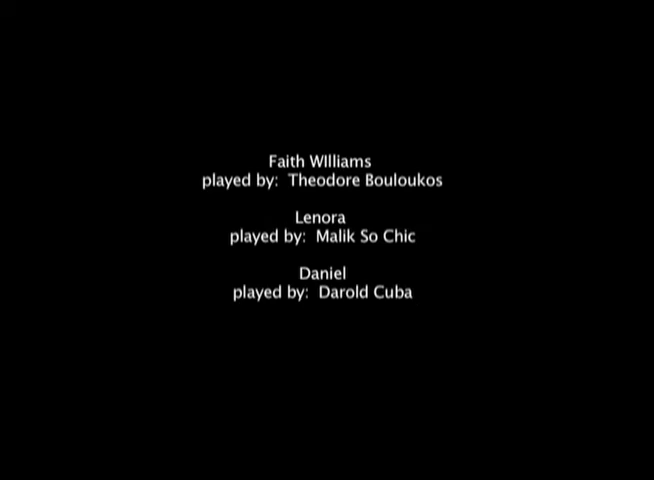 Faith WIlliams
played by:  Theodore Bouloukos
Lenora
played by:  Malik So Chic
Daniel
played by:  Darold Cuba